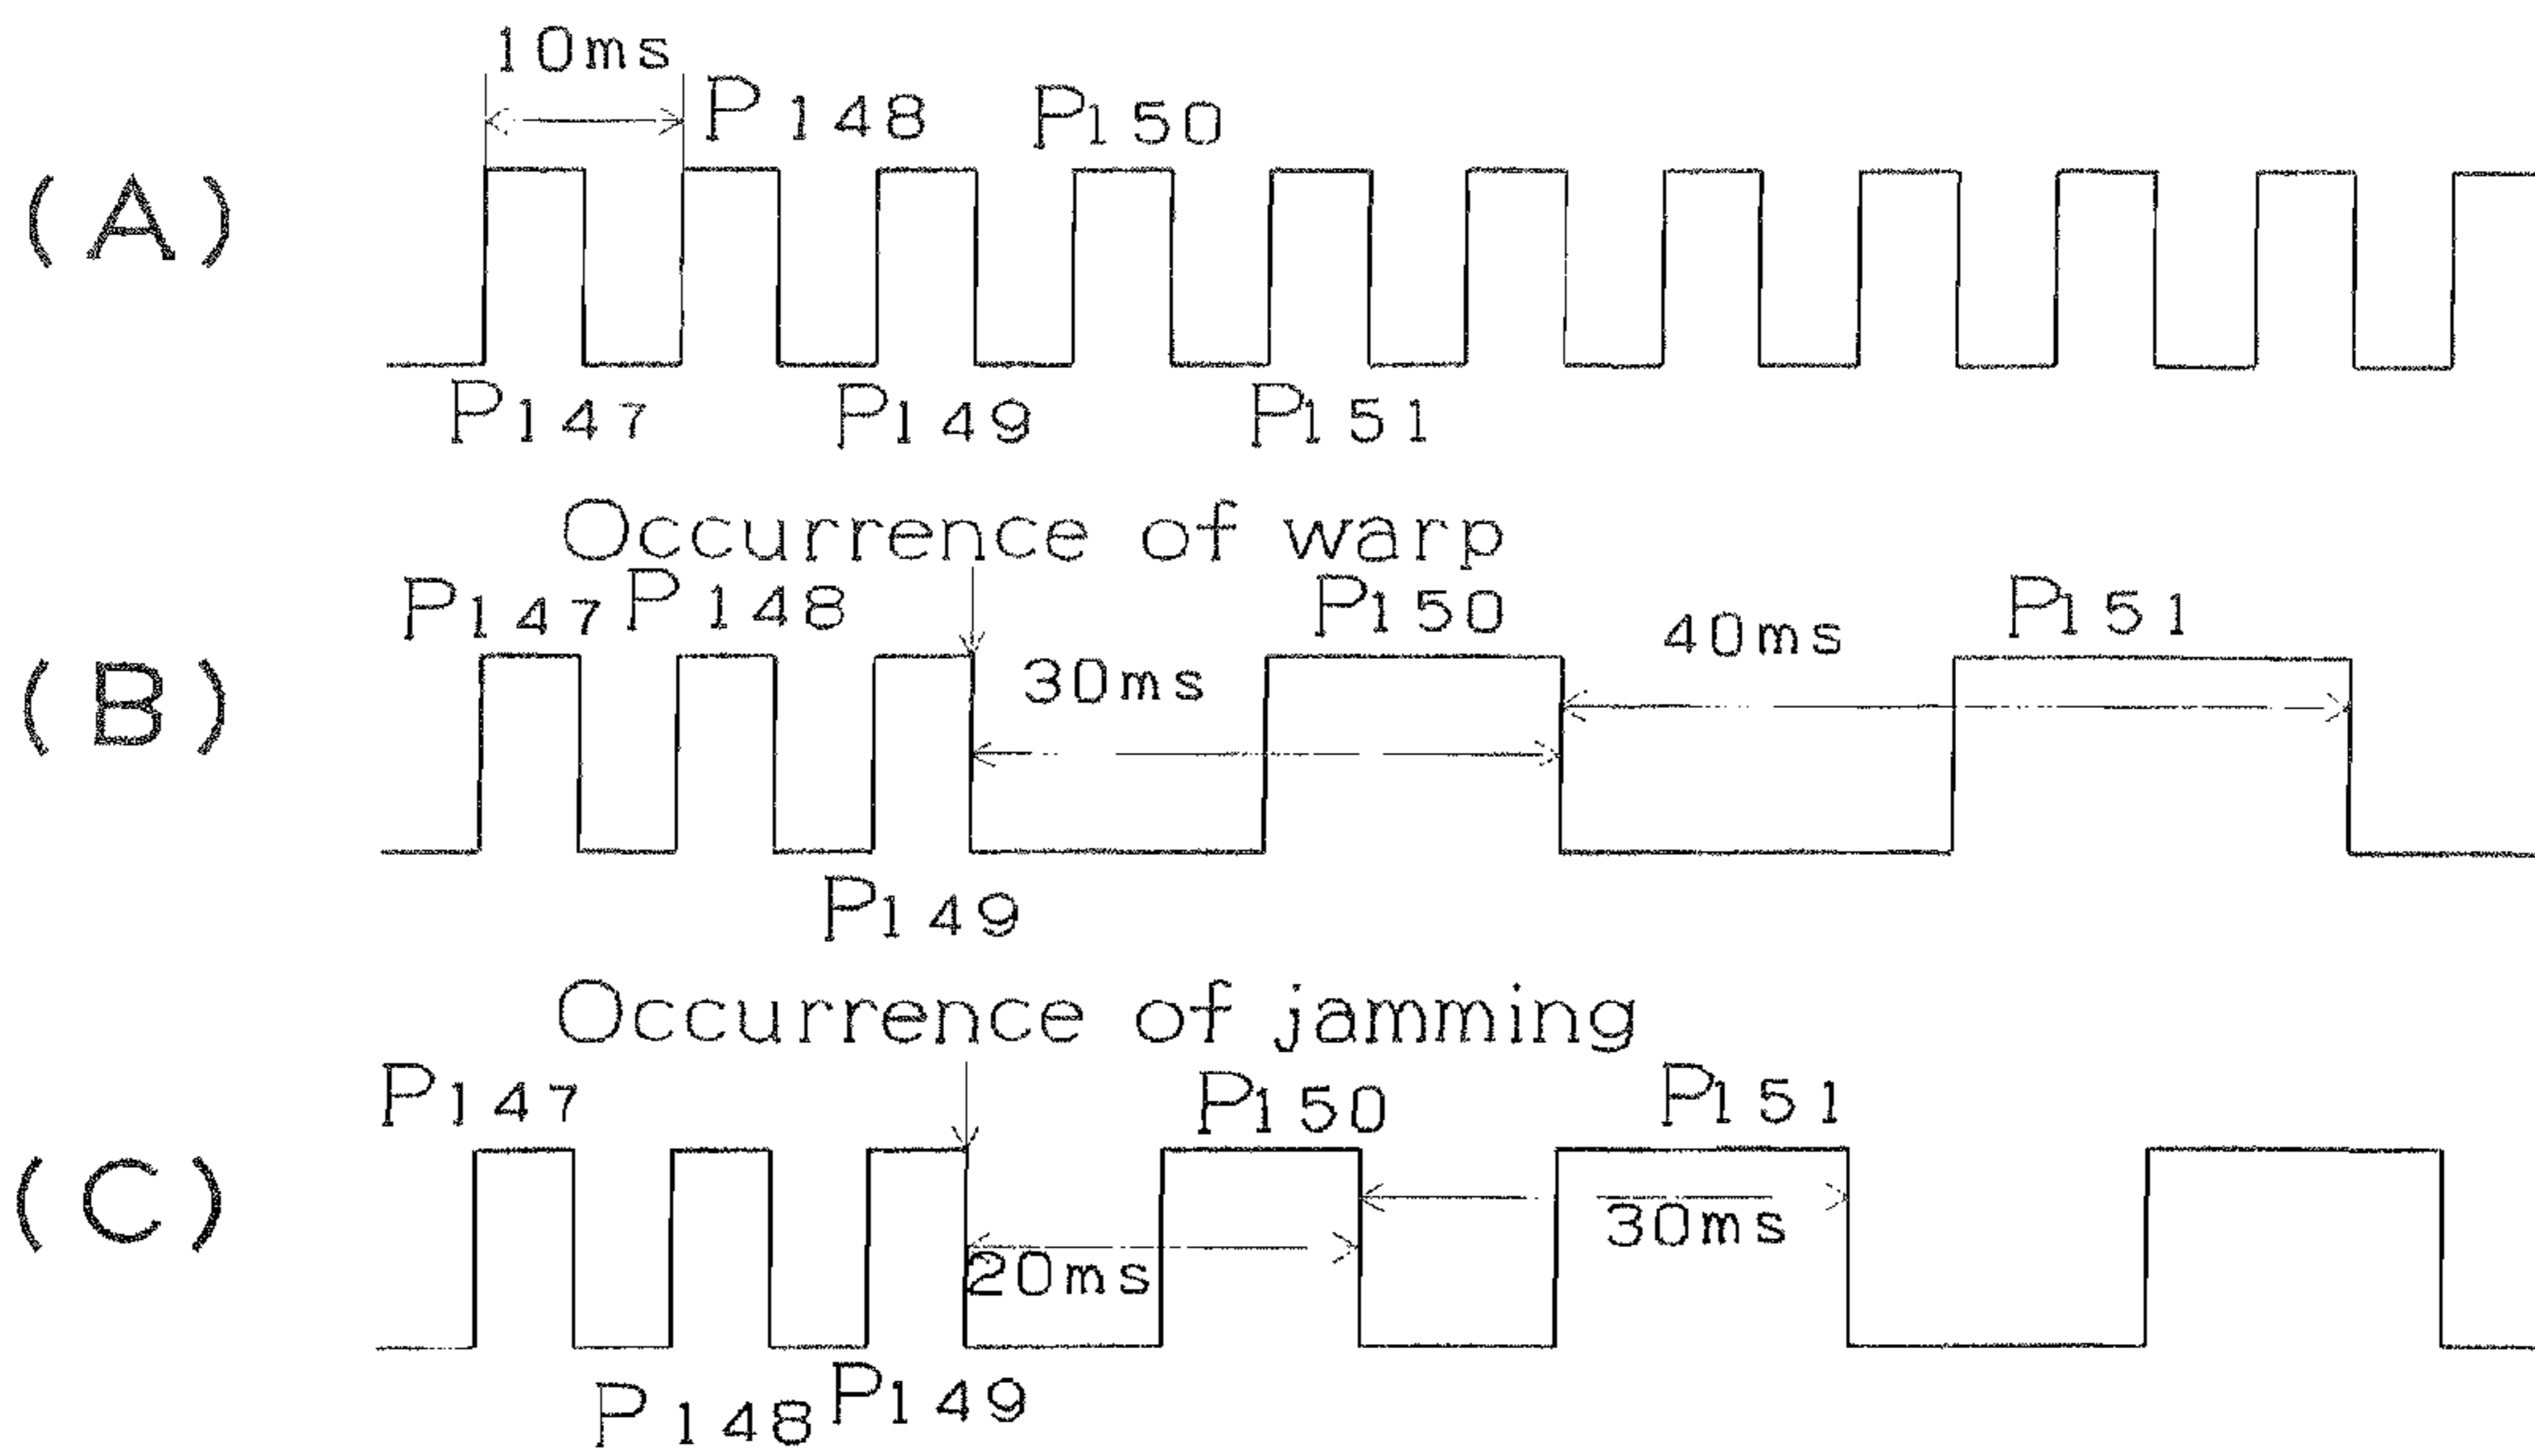 10ms
P148 P150
(A)
P147 P149 P151
Occurrence of warp
P147 P148 P150 40ms P151
(B) 30ms
P149
Occurrence of jamming
P147 P150 P151
(C) 20ms 30ms
P148 P149